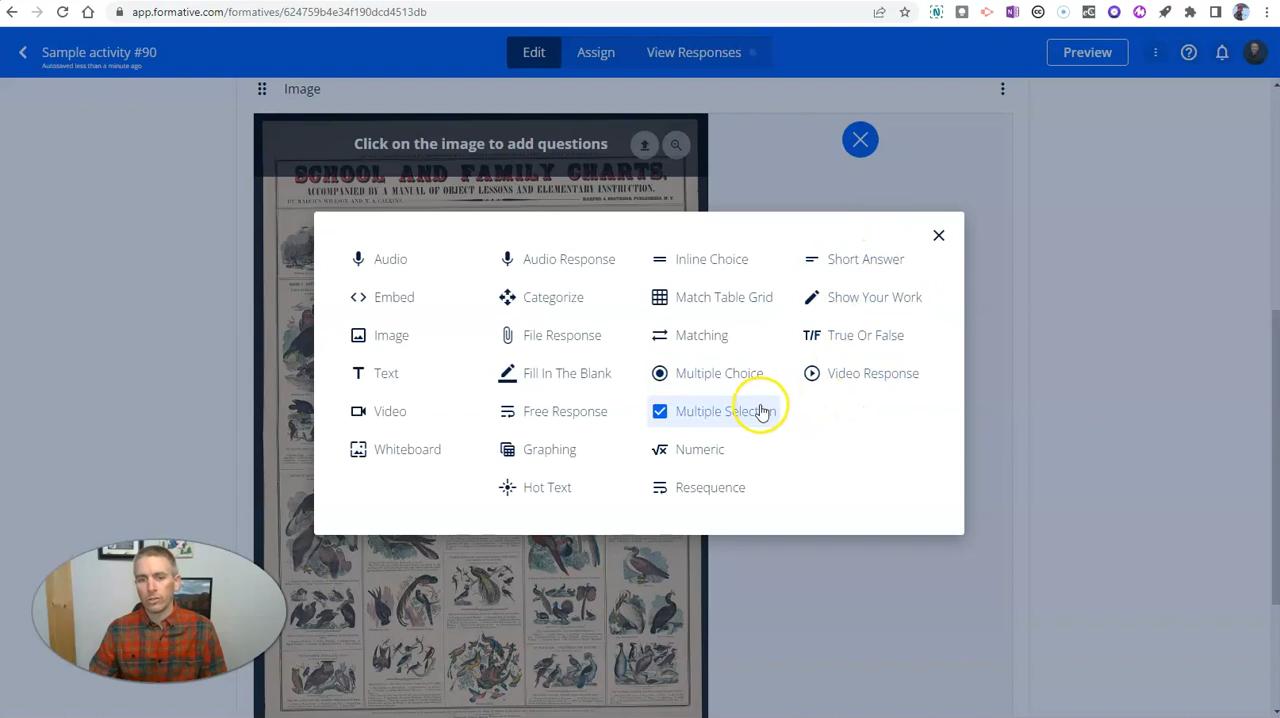 app.formative.com/formatives/624759b4e34f190dcd4513db
Sample activity #90
Autosaved less than a minute ago
Edit
Assign
View Responses
Preview
Image
Click on the image to add questions
SCHOOL AND FAMILY CHARTS.
ACCOMPANIED BY A MANUAL OF OBJECT LESSONS AND ELEMENTARY INSTRUCTION.
Audio
Audio Response
Inline Choice
Short Answer
Embed
Categorize
Match Table Grid
Show Your Work
Image
File Response
Matching
T/F True Or False
Text
Fill In The Blank
Multiple Choice
Video Response
Video
Free Response
Multiple Selection
Whiteboard
Graphing
Numeric
Hot Text
Resequence